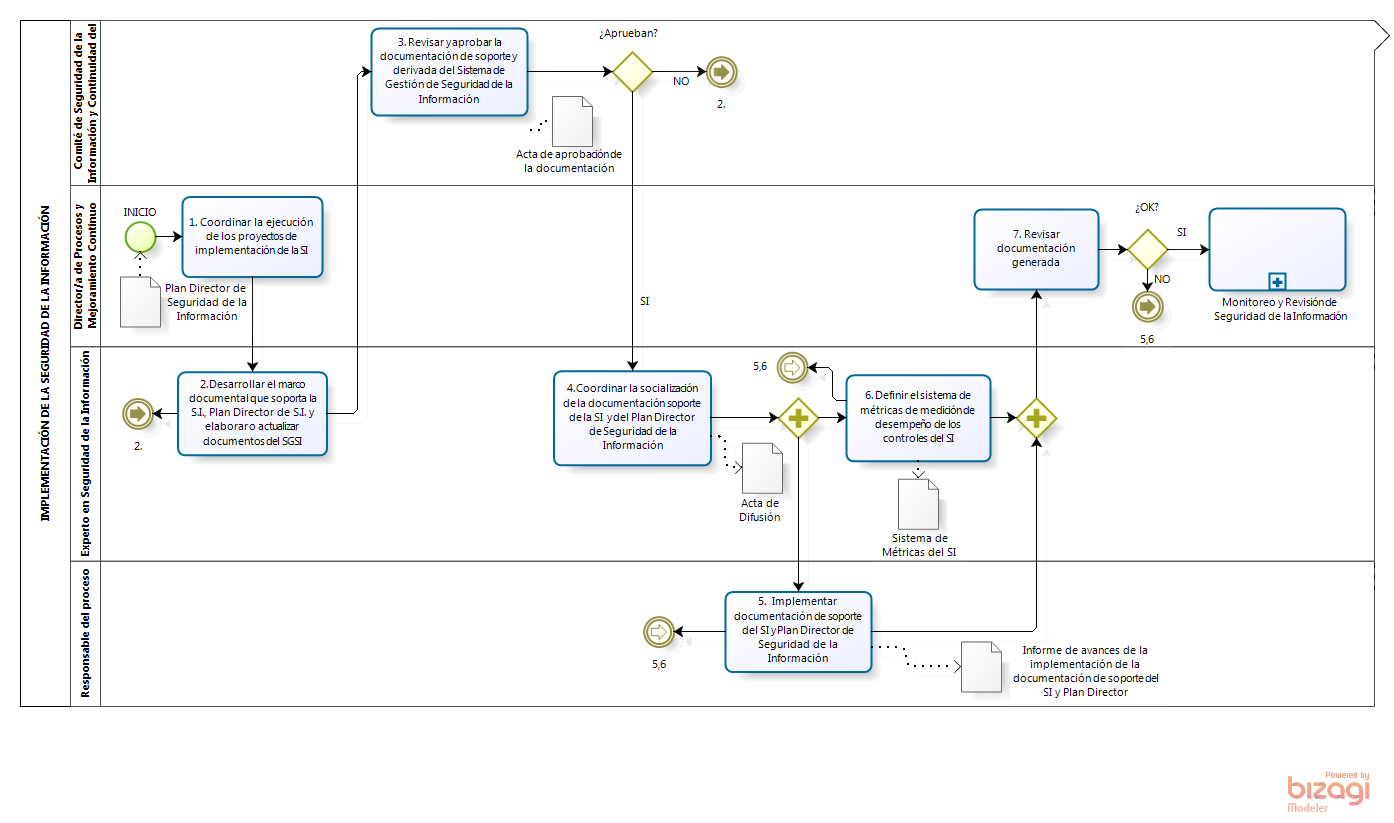 IMPLEMENTACIÓN DE LA SEGURIDAD DE LA INFORMACIÓN
Comité de Seguridad de la
Información y Continuidad del
3. Revisar y aprobar la
documentación de soporte y
derivada del Sistema de
Gestión de Seguridad de la
Información
¿Aprueban?
NO
2.
Acta de aprobación de
la documentación
SI
Director/a de Procesos y
Mejoramiento Continuo
INICIO
1. Coordinar la ejecución
de los proyectos de
implementación de la SI
Plan Director de
Seguridad de la
Información
7. Revisar
documentación
generada
¿OK?
SI
NO
5,6
Monitoreo y Revisión de
Seguridad de la Información
Experto en Seguridad de la Información
2.Desarrollar el marco
documental que soporta la
S.I., Plan Director de S.I. y
elaborar o actualizar
documentos del SGSI
2.
4.Coordinar la socialización
de la documentación soporte
de la SI y del Plan Director
de Seguridad de la
Información
Acta de
Difusión
5,6
6. Definir el sistema de
métricas de medición de
desempeño de los
controles del SI
Sistema de
Métricas del SI
Responsable del proceso
5,6
5. Implementar
documentación de soporte
del SI y Plan Director de
Seguridad de la
Información
Informe de avances de la
implementación de la
documentación de soporte del
SI y Plan Director
Powered by
bizagi
Modeler